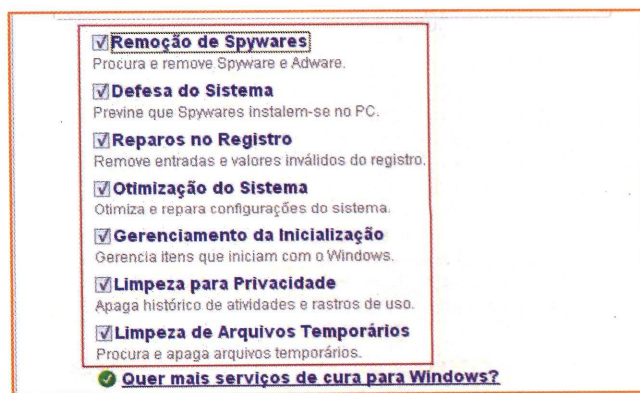 Remoção de Spywares
Procura e remove Spyware e Adware.
Defesa do Sistema
Previne que Spywares instalem-se no PC.
Reparos no Registro
Remove entradas e valores inválidos do registro.
Otimização do Sistema
Otimiza e repara configurações do sistema.
Gerenciamento da Inicialização
Gerencia itens que iniciam com o Windows.
Limpeza para Privacidade
Apaga histórico de atividades e rastros de uso.
Limpeza de Arquivos Temporários
Procura e apaga arquivos temporários.
Quer mais serviços de cura para Windows?